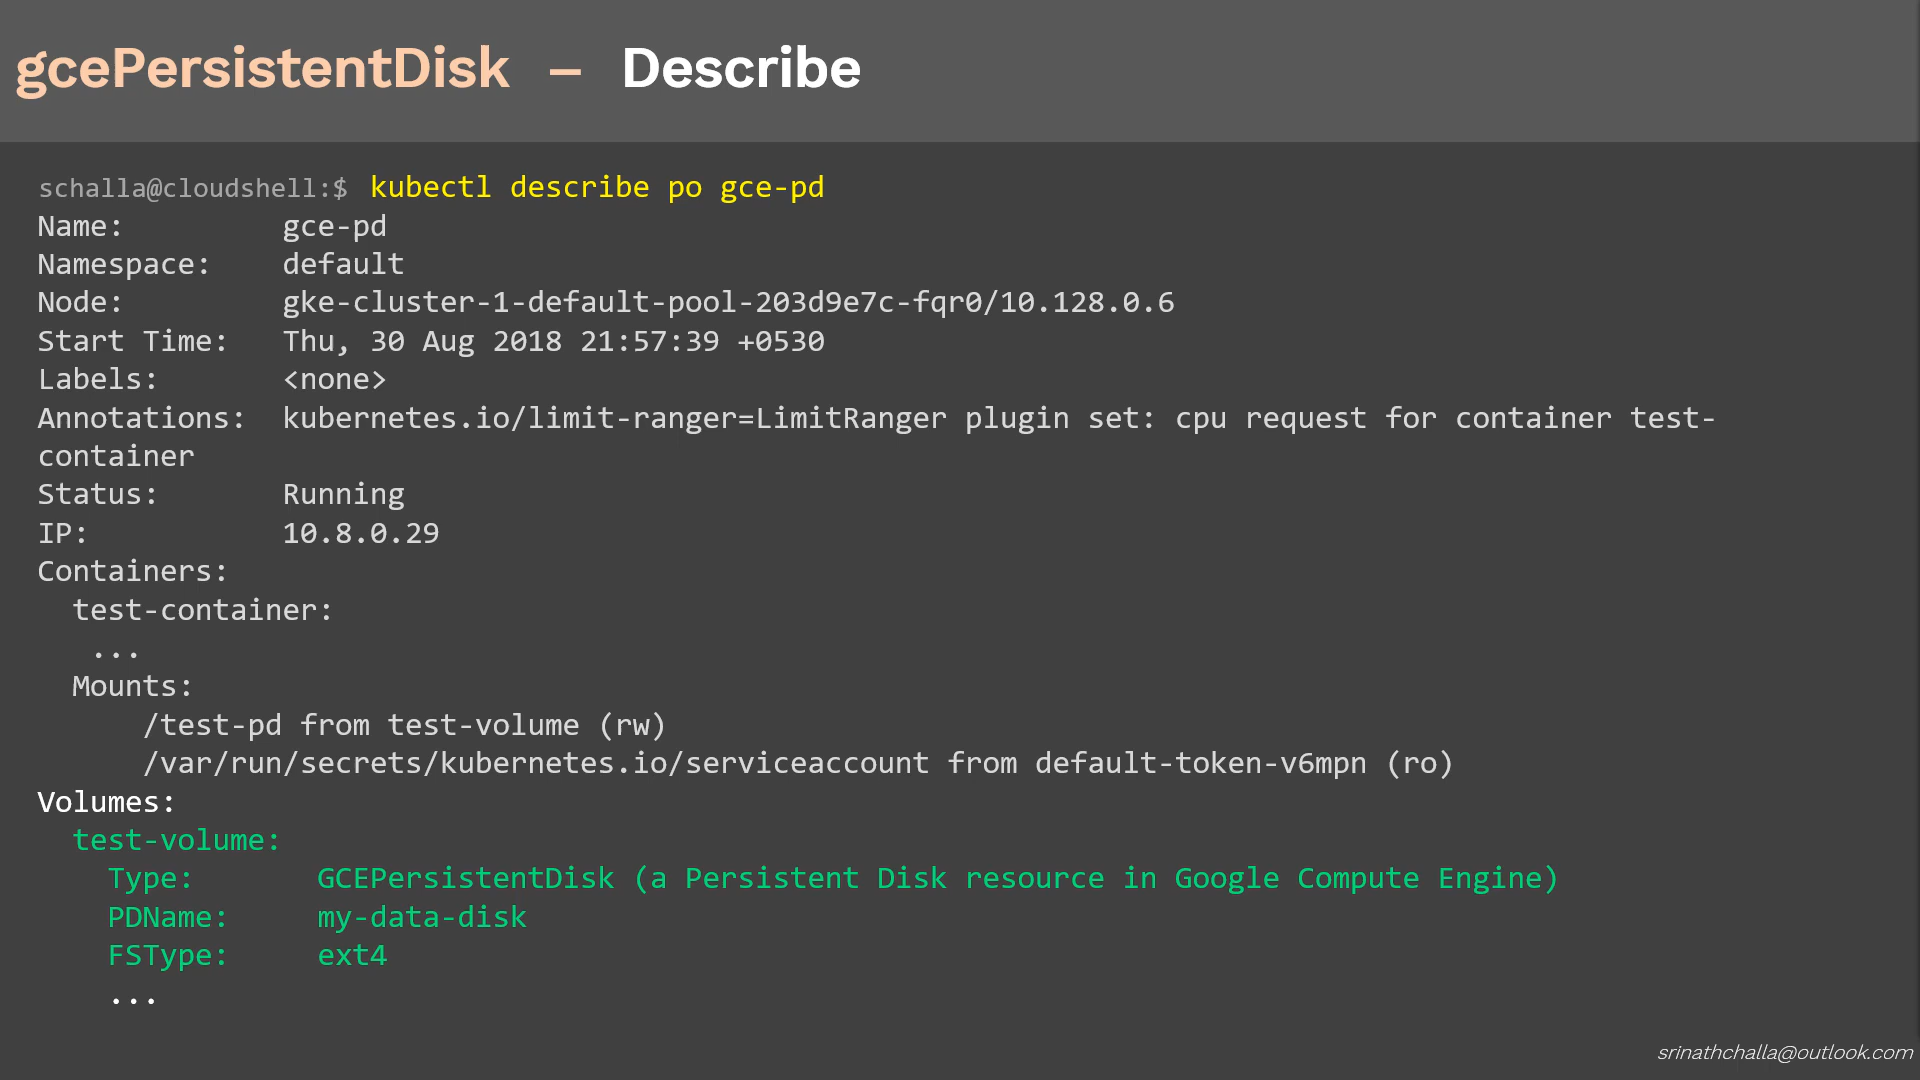 gcePersistentDisk – Describe
schalla@cloudshell:$ kubectl describe po gce-pd
Name: gce-pd
Namespace: default
Node: gke-cluster-1-default-pool-203d9e7c-fqr0/10.128.0.6
Start Time: Thu, 30 Aug 2018 21:57:39 +0530
Labels: <none>
Annotations: kubernetes.io/limit-ranger=LimitRanger plugin set: cpu request for container test-
container
Status: Running
IP: 10.8.0.29
Containers:
test-container:
...
Mounts:
/test-pd from test-volume (rw)
/var/run/secrets/kubernetes.io/serviceaccount from default-token-v6mpn (ro)
Volumes:
test-volume:
Type: GCEPersistentDisk (a Persistent Disk resource in Google Compute Engine)
PDName: my-data-disk
FSType: ext4
...
srinathchalla@outlook.com